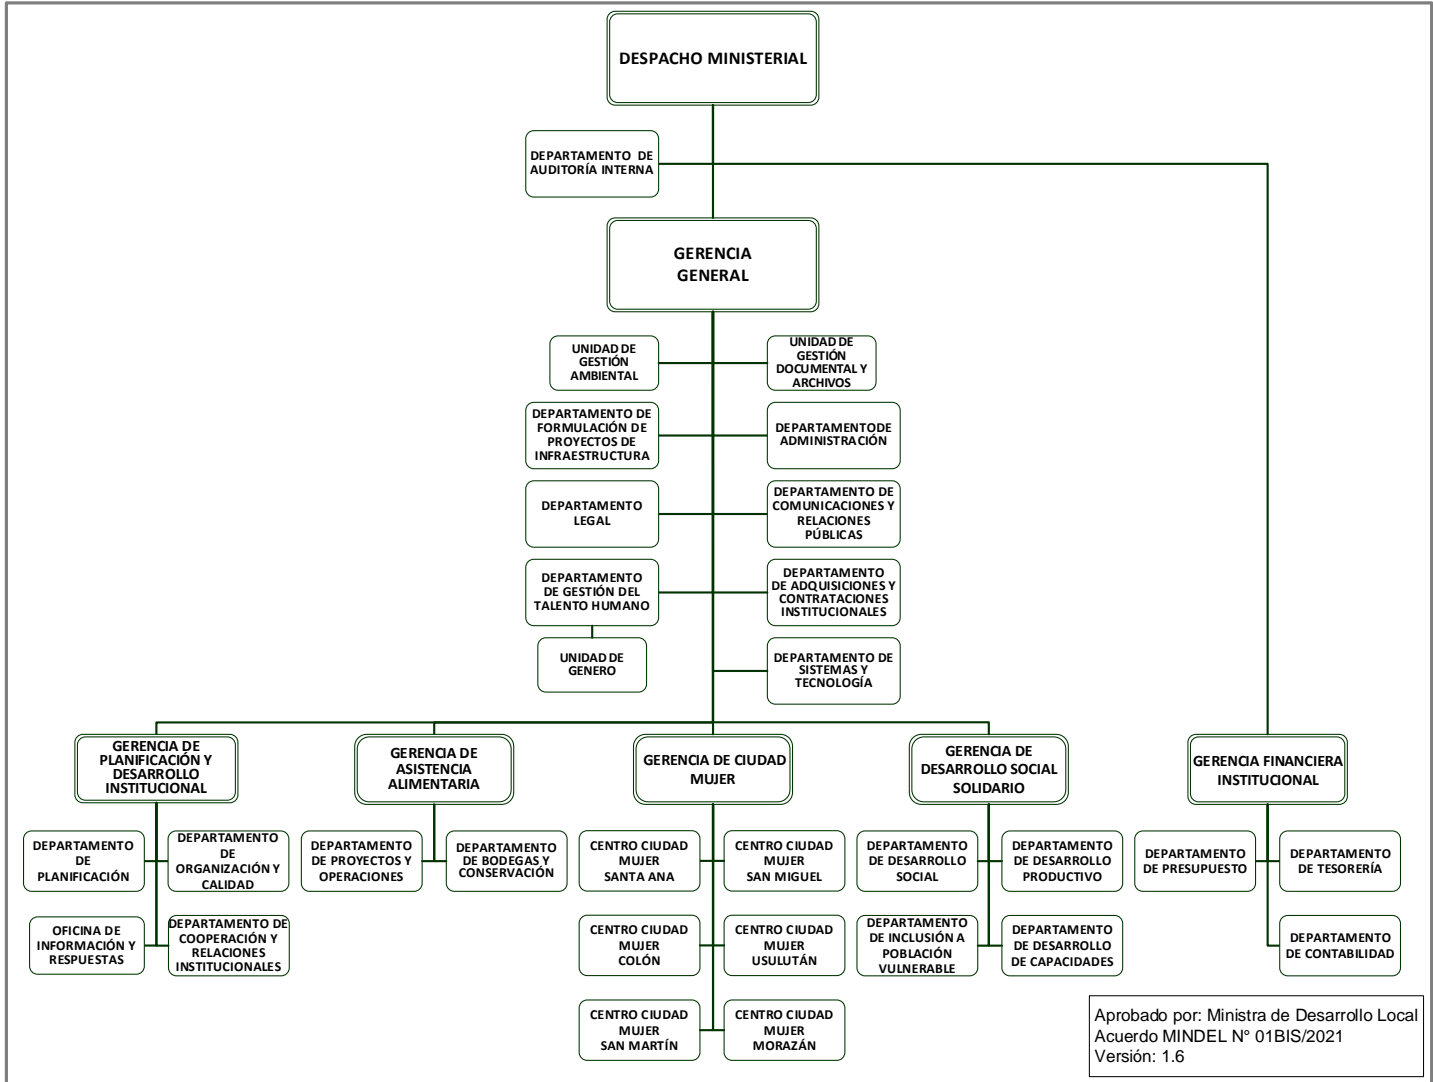 DESPACHO MINISTERIAL
DEPARTAMENTO DE
AUDITORÍA INTERNA
GERENCIA
GENERAL
UNIDAD DE
GESTIÓN
AMBIENTAL
UNIDAD DE
GESTIÓN
DOCUMENTAL Y
ARCHIVOS
DEPARTAMENTO DE
FORMULACIÓN DE
PROYECTOS DE
INFRAESTRUCTURA
DEPARTAMENTODE
ADMINISTRACIÓN
DEPARTAMENTO
LEGAL
DEPARTAMENTO DE
COMUNICACIONES Y
RELACIONES
PÚBLICAS
DEPARTAMENTO
DE GESTIÓN DEL
TALENTO HUMANO
DEPARTAMENTO
DE ADQUISICIONES Y
CONTRATACIONES
INSTITUCIONALES
UNIDAD DE
GENERO
DEPARTAMENTO DE
SISTEMAS Y
TECNOLOGÍA
GERENCIA DE
PLANIFICACIÓN Y
DESARROLLO
INSTITUCIONAL
GERENCIA DE
ASISTENCIA
ALIMENTARIA
GERENCIA DE CIUDAD
MUJER
GERENCIA DE
DESARROLLO SOCIAL
SOLIDARIO
GERENCIA FINANCIERA
INSTITUCIONAL
DEPARTAMENTO
DE
PLANIFICACIÓN
DEPARTAMENTO
DE
ORGANIZACIÓN Y
CALIDAD
DEPARTAMENTO
DE PROYECTOS Y
OPERACIONES
DEPARTAMENTO
DE BODEGAS Y
CONSERVACIÓN
CENTRO CIUDAD
MUJER
SANTA ANA
CENTRO CIUDAD
MUJER
SAN MIGUEL
DEPARTAMENTO
DE DESARROLLO
SOCIAL
DEPARTAMENTO
DE DESARROLLO
PRODUCTIVO
DEPARTAMENTO
DE PRESUPUESTO
DEPARTAMENTO
DE TESORERÍA
OFICINA DE
INFORMACIÓN Y
RESPUESTAS
DEPARTAMENTO DE
COOPERACIÓN Y
RELACIONES
INSTITUCIONALES
CENTRO CIUDAD
MUJER
COLÓN
CENTRO CIUDAD
MUJER
USULUTÁN
DEPARTAMENTO
DE INCLUSIÓN A
POBLACIÓN
VULNERABLE
DEPARTAMENTO
DE DESARROLLO
DE CAPACIDADES
DEPARTAMENTO
DE CONTABILIDAD
CENTRO CIUDAD
MUJER
SAN MARTÍN
CENTRO CIUDAD
MUJER
MORAZÁN
Aprobado por: Ministra de Desarrollo Local
Acuerdo MINDEL N° 01BIS/2021
Versión: 1.6